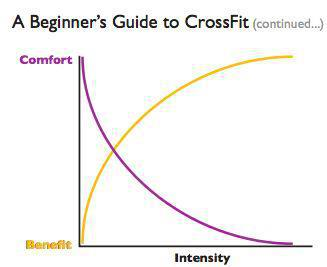 A Beginner's Guide to CrossFit (continued...)
Comfort
Benefit
Intensity